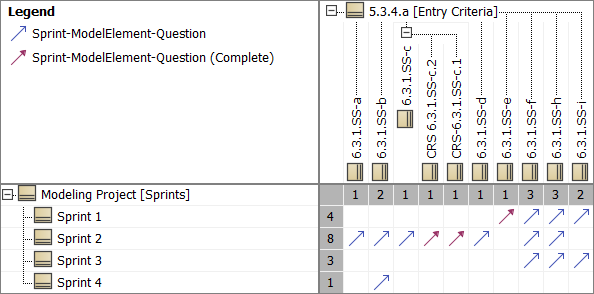 Legend
Sprint-ModelElement-Question
Sprint-ModelElement-Question (Complete)
5.3.4.a [Entry Criteria]
6.3.1.SS-a
6.3.1.SS-b
6.3.1.SS-c
CRS 6.3.1.SS-c.2
CRS-6.3.1.SS-c.1
6.3.1.SS-d
6.3.1.SS-e
6.3.1.SS-f
6.3.1.SS-h
6.3.1.SS-i
Modeling Project [Sprints]
1 2 1 1 1 1 1 3 3 2
Sprint 1
4
Sprint 2
8
Sprint 3
3
Sprint 4
1